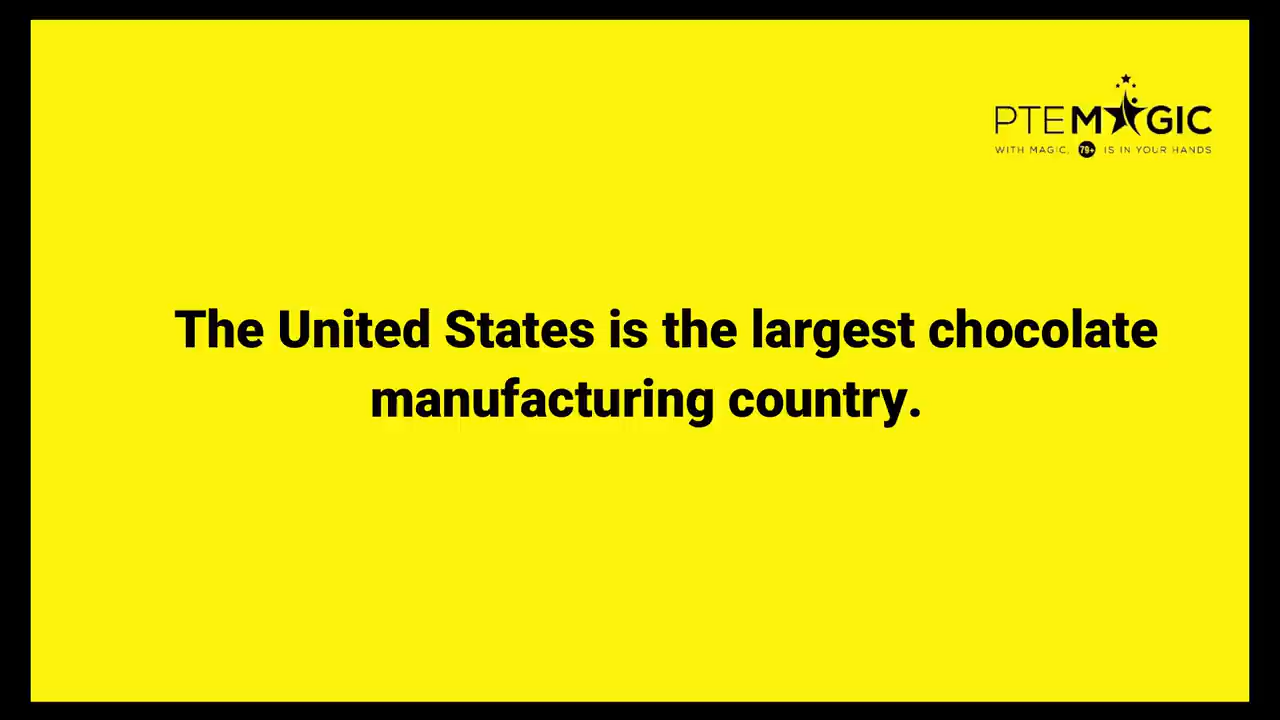 PTEMAGIC
WITH MAGIC, 79+ IS IN YOUR HANDS
The United States is the largest chocolate
manufacturing country.